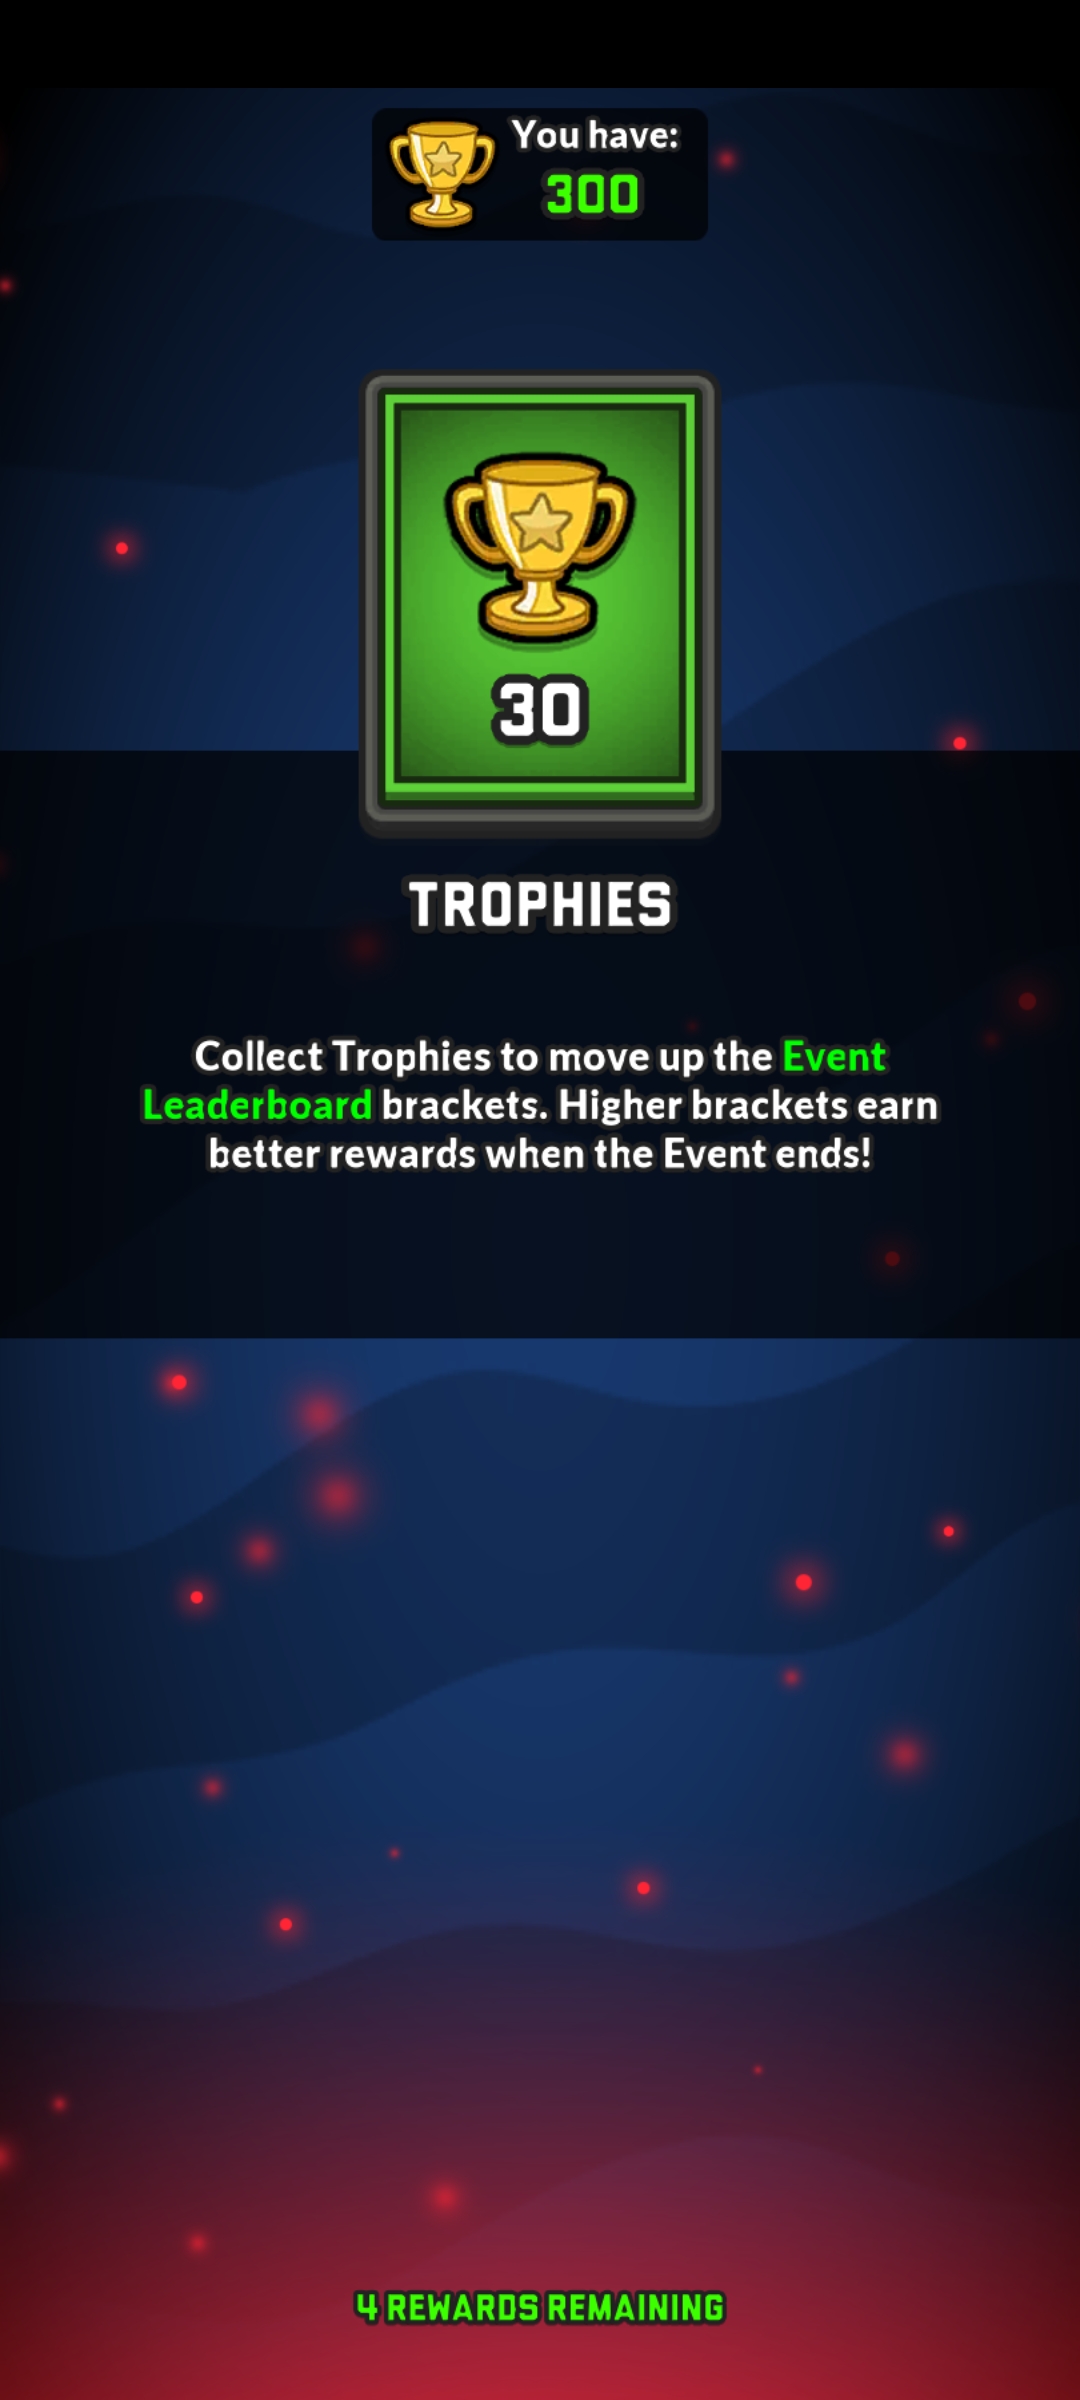 You have:
300
30
TROPHIES
Collect Trophies to move up the Event
Leaderboard brackets. Higher brackets earn
better rewards when the Event ends!
4 REWARDS REMAINING